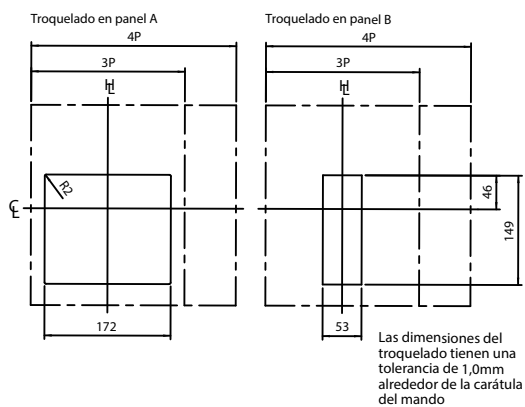 Troquelado en panel A
Troquelado en panel B
4P
4P
3P
3P
HL
HL
R2
CL
46
149
172
53
Las dimensiones del
troquelado tienen una
tolerancia de 1,0mm
alrededor de la carátula
del mando